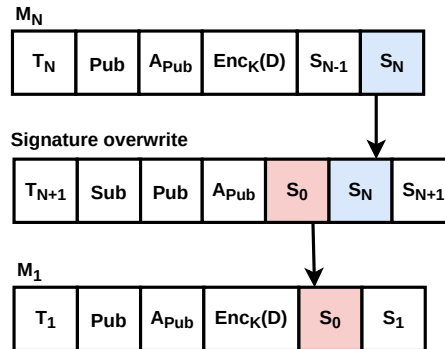 M_N
T_N Pub A_Pub Enc_K(D) S_N-1 S_N
Signature overwrite
T_N+1 Sub Pub A_Pub S_0 S_N S_N+1
M_1
T_1 Pub A_Pub Enc_K(D) S_0 S_1